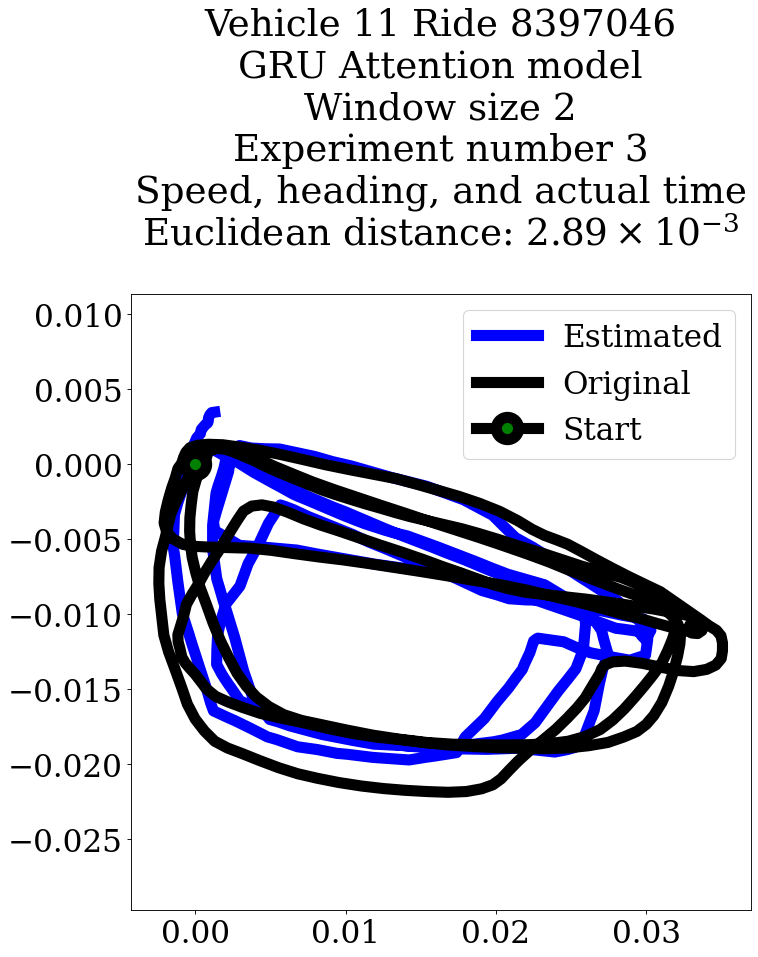 Vehicle 11 Ride 8397046
GRU Attention model
Window size 2
Experiment number 3
Speed, heading, and actual time
Euclidean distance: 2.89 × 10⁻³
0.010
Estimated
0.005
Original
Start
0.000
−0.005
−0.010
−0.015
−0.020
−0.025
0.00 0.01 0.02 0.03